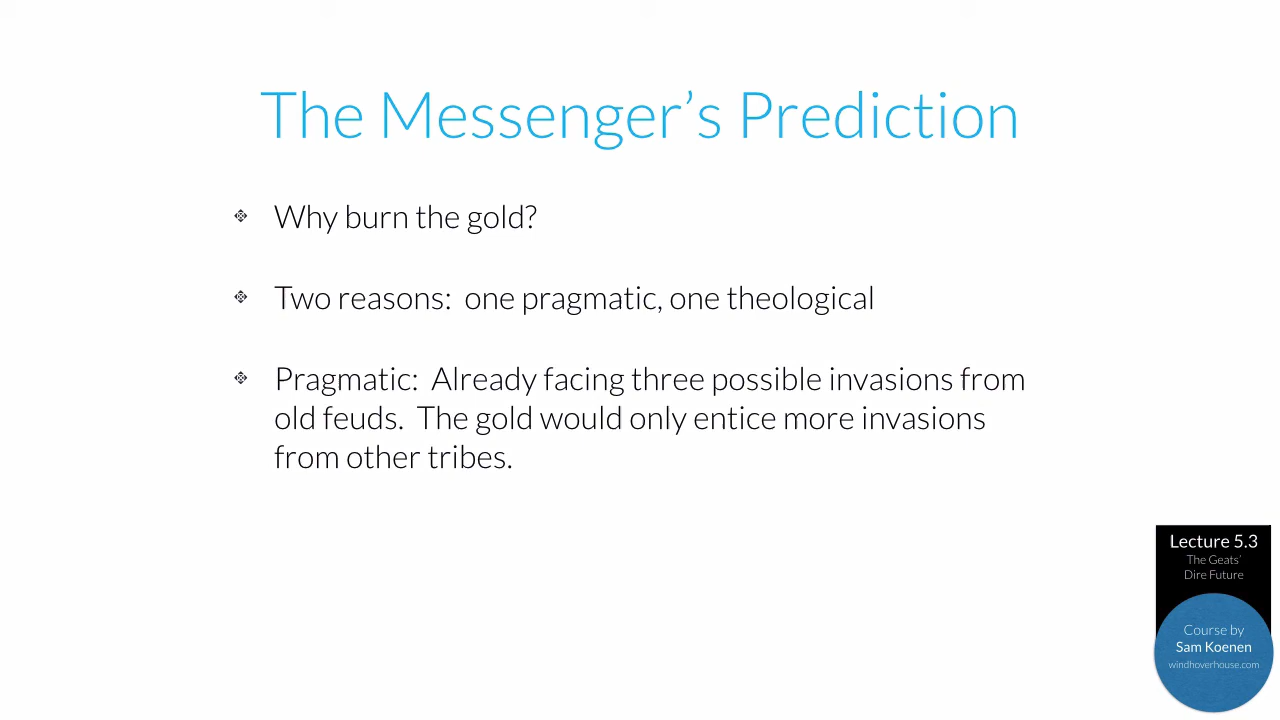 The Messenger’s Prediction
Why burn the gold?
Two reasons:  one pragmatic, one theological
Pragmatic:  Already facing three possible invasions from
old feuds.  The gold would only entice more invasions
from other tribes.
Lecture 5.3
The Geats’
Dire Future
Course by
Sam Koenen
windhoverhouse.com